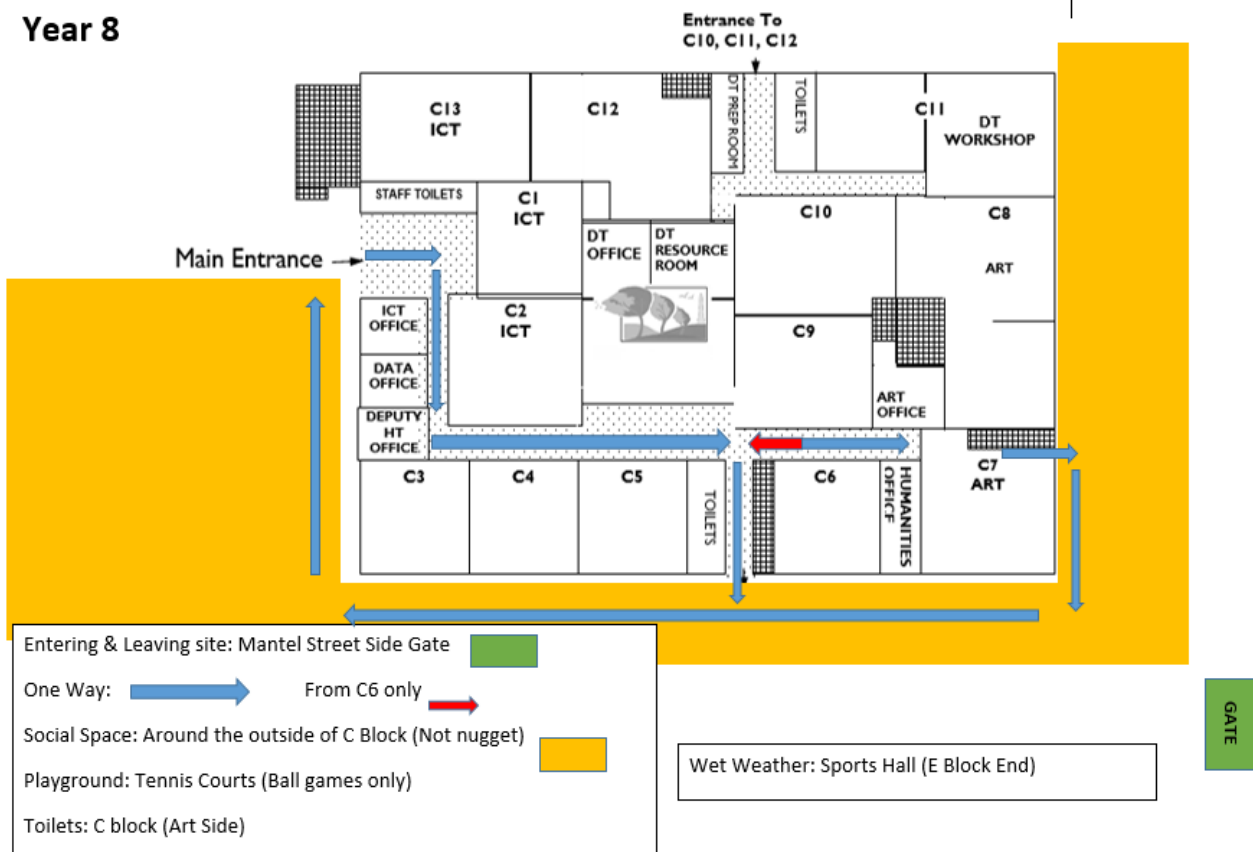 Year 8
Entrance To
C10, C11, C12
C13
ICT
C12
DT PREP ROOM
TOILETS
C11
DT
WORKSHOP
STAFF TOILETS
C1
ICT
C10
C8
ART
DT
OFFICE
DT
RESOURCE
ROOM
Main Entrance
ICT
OFFICE
C2
ICT
C9
DATA
OFFICE
DEPUTY
HT
OFFICE
ART
OFFICE
C3
C4
C5
TOILETS
C6
HUMANITIES
OFFICE
C7
ART
Entering & Leaving site: Mantel Street Side Gate
One Way:
From C6 only
Social Space: Around the outside of C Block (Not nugget)
Playground: Tennis Courts (Ball games only)
Toilets: C block (Art Side)
Wet Weather: Sports Hall (E Block End)
GATE